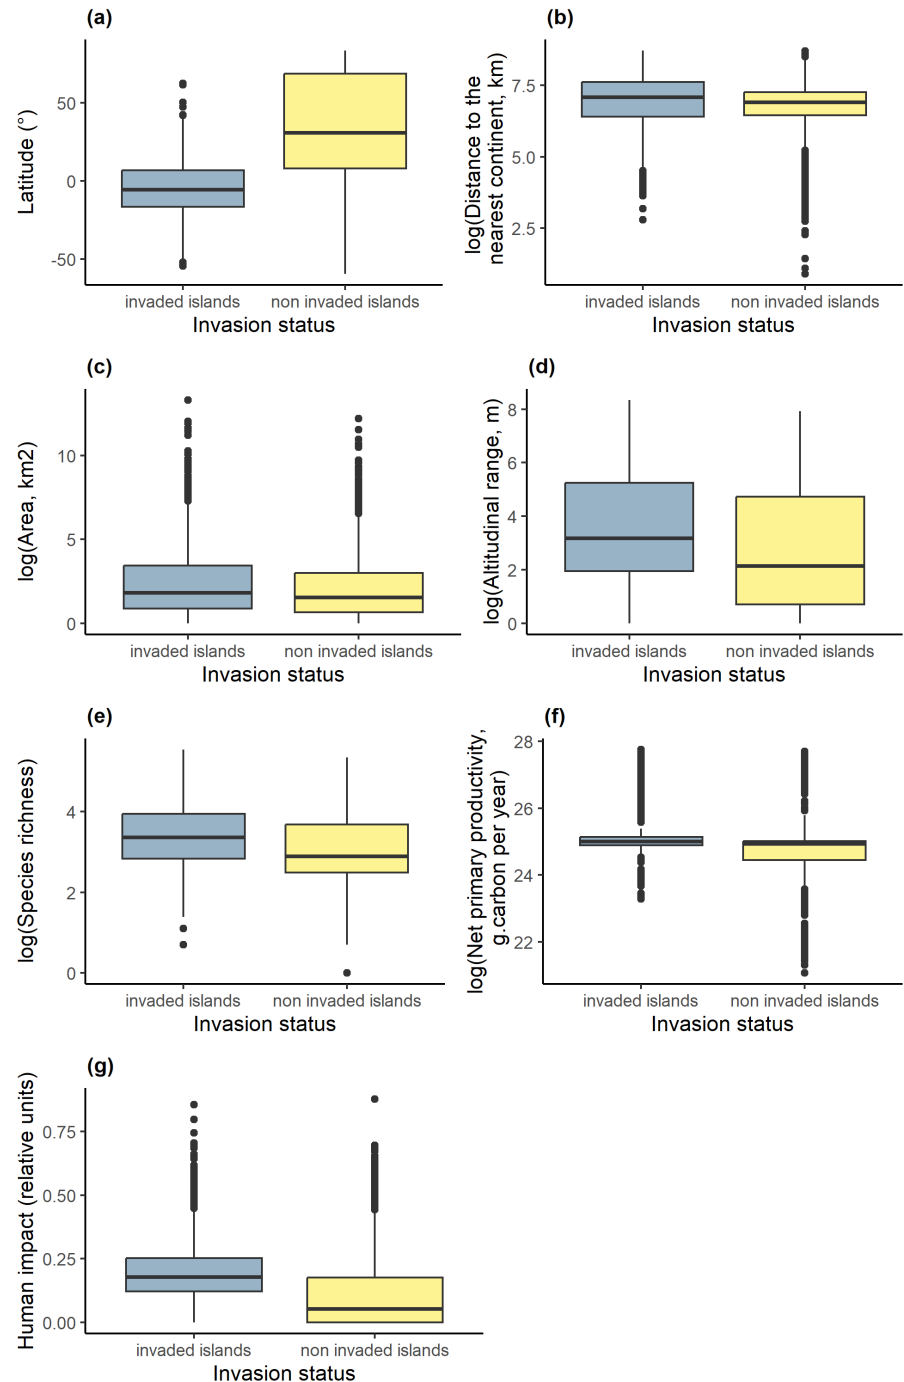 (a)
Latitude (°)
50
0
-50
invaded islands non invaded islands
Invasion status
(b)
log(Distance to the
nearest continent, km)
7.5
5.0
2.5
invaded islands non invaded islands
Invasion status
(c)
log(Area, km2)
10
5
0
invaded islands non invaded islands
Invasion status
(d)
log(Altitudinal range, m)
8
6
4
2
0
invaded islands non invaded islands
Invasion status
(e)
log(Species richness)
4
2
0
invaded islands non invaded islands
Invasion status
(f)
log(Net primary productivity,
g.carbon per year)
28
26
24
22
invaded islands non invaded islands
Invasion status
(g)
Human impact (relative units)
0.75
0.50
0.25
0.00
invaded islands non invaded islands
Invasion status